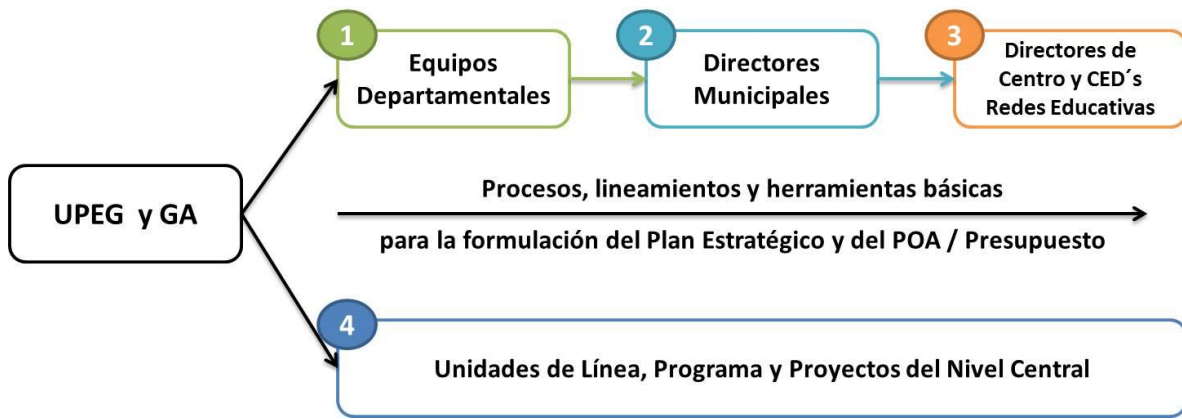 1
Equipos
Departamentales
2
Directores
Municipales
3
Directores de
Centro y CED´s
Redes Educativas
UPEG y GA
Procesos, lineamientos y herramientas básicas
para la formulación del Plan Estratégico y del POA / Presupuesto
4
Unidades de Línea, Programa y Proyectos del Nivel Central